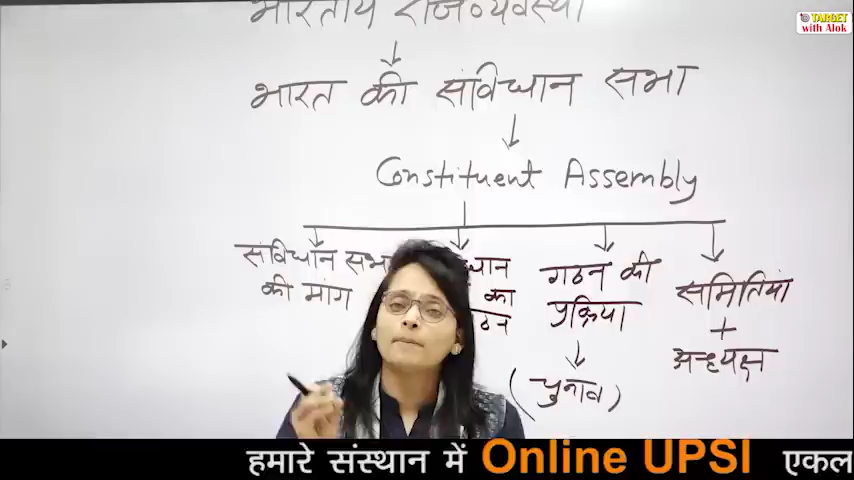 भारतीय राजव्यवस्था
भारत की संविधान सभा
Constituent Assembly
संविधान सभा
की मांग
का
गठन की
प्रक्रिया
(चुनाव)
समितियां
+
अध्यक्ष
TARGET
with Alok
हमारे संस्थान में Online UPSI एकल